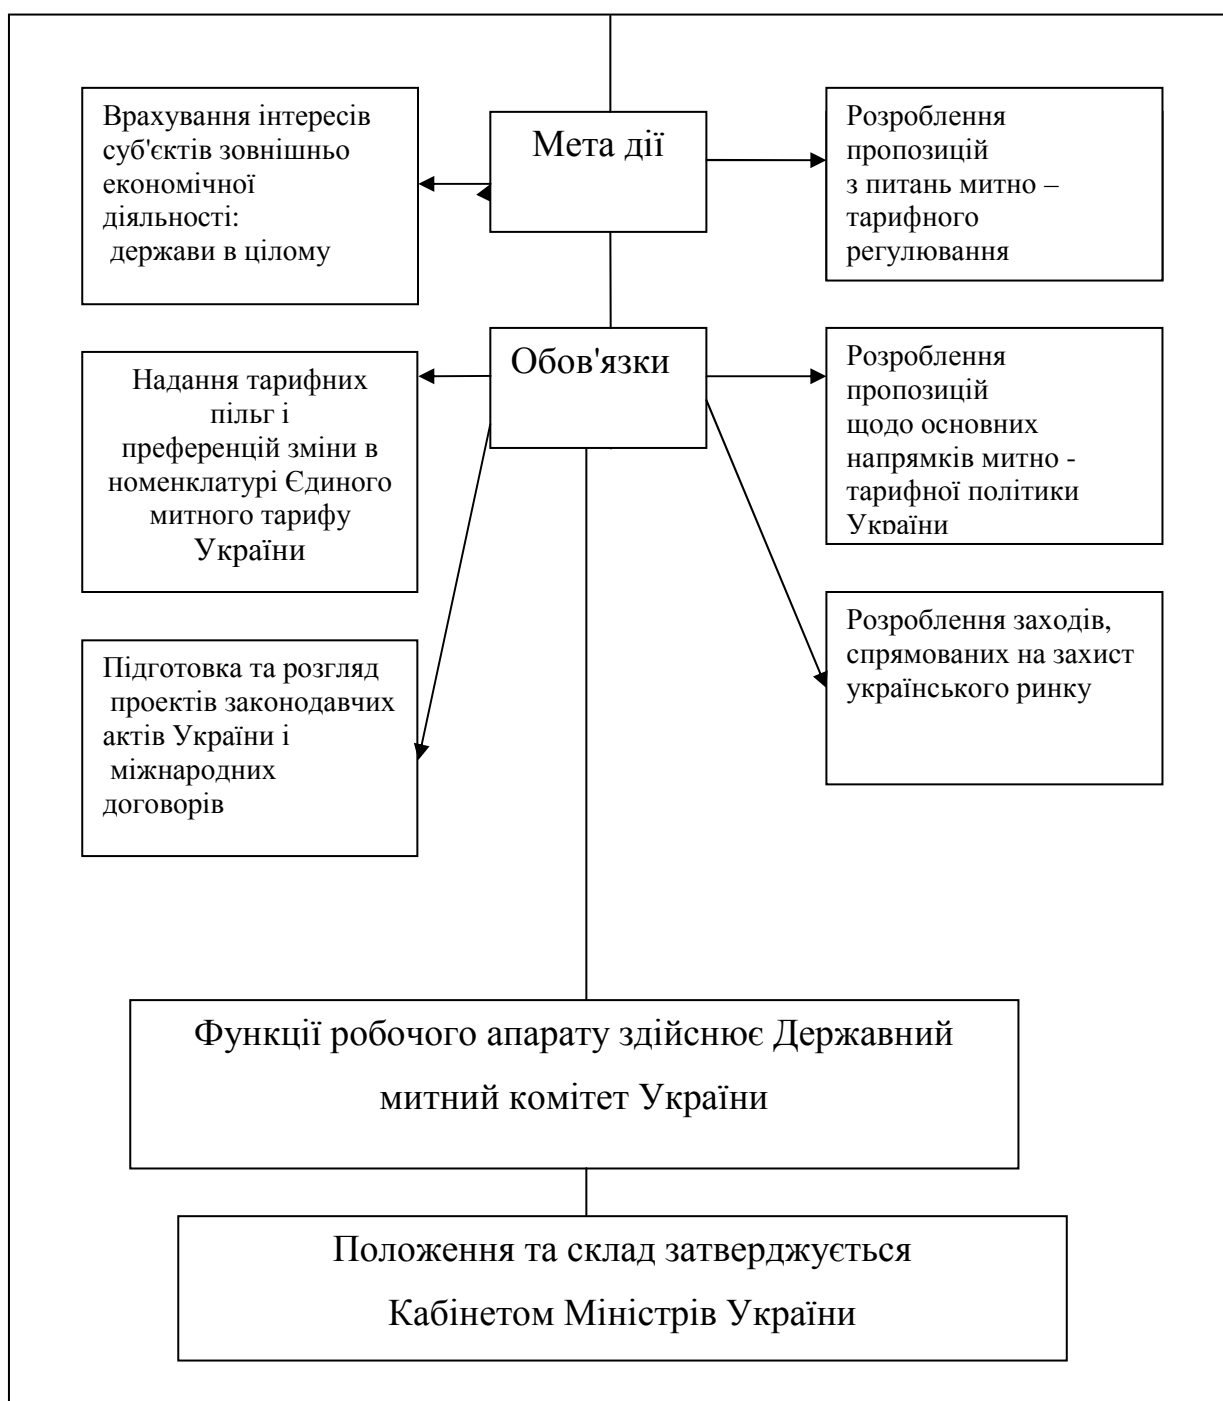 Врахування інтересів
суб'єктів зовнішньо
економічної
діяльності:
держави в цілому
Мета дії
Розроблення
пропозицій
з питань митно –
тарифного
регулювання
Надання тарифних
пільг і
преференцій зміни в
номенклатурі Єдиного
митного тарифу
України
Обов'язки
Розроблення
пропозицій
щодо основних
напрямків митно -
тарифної політики
України
Підготовка та розгляд
проектів законодавчих
актів України і
міжнародних
договорів
Розроблення заходів,
спрямованих на захист
українського ринку
Функції робочого апарату здійснює Державний
митний комітет України
Положення та склад затверджується
Кабінетом Міністрів України